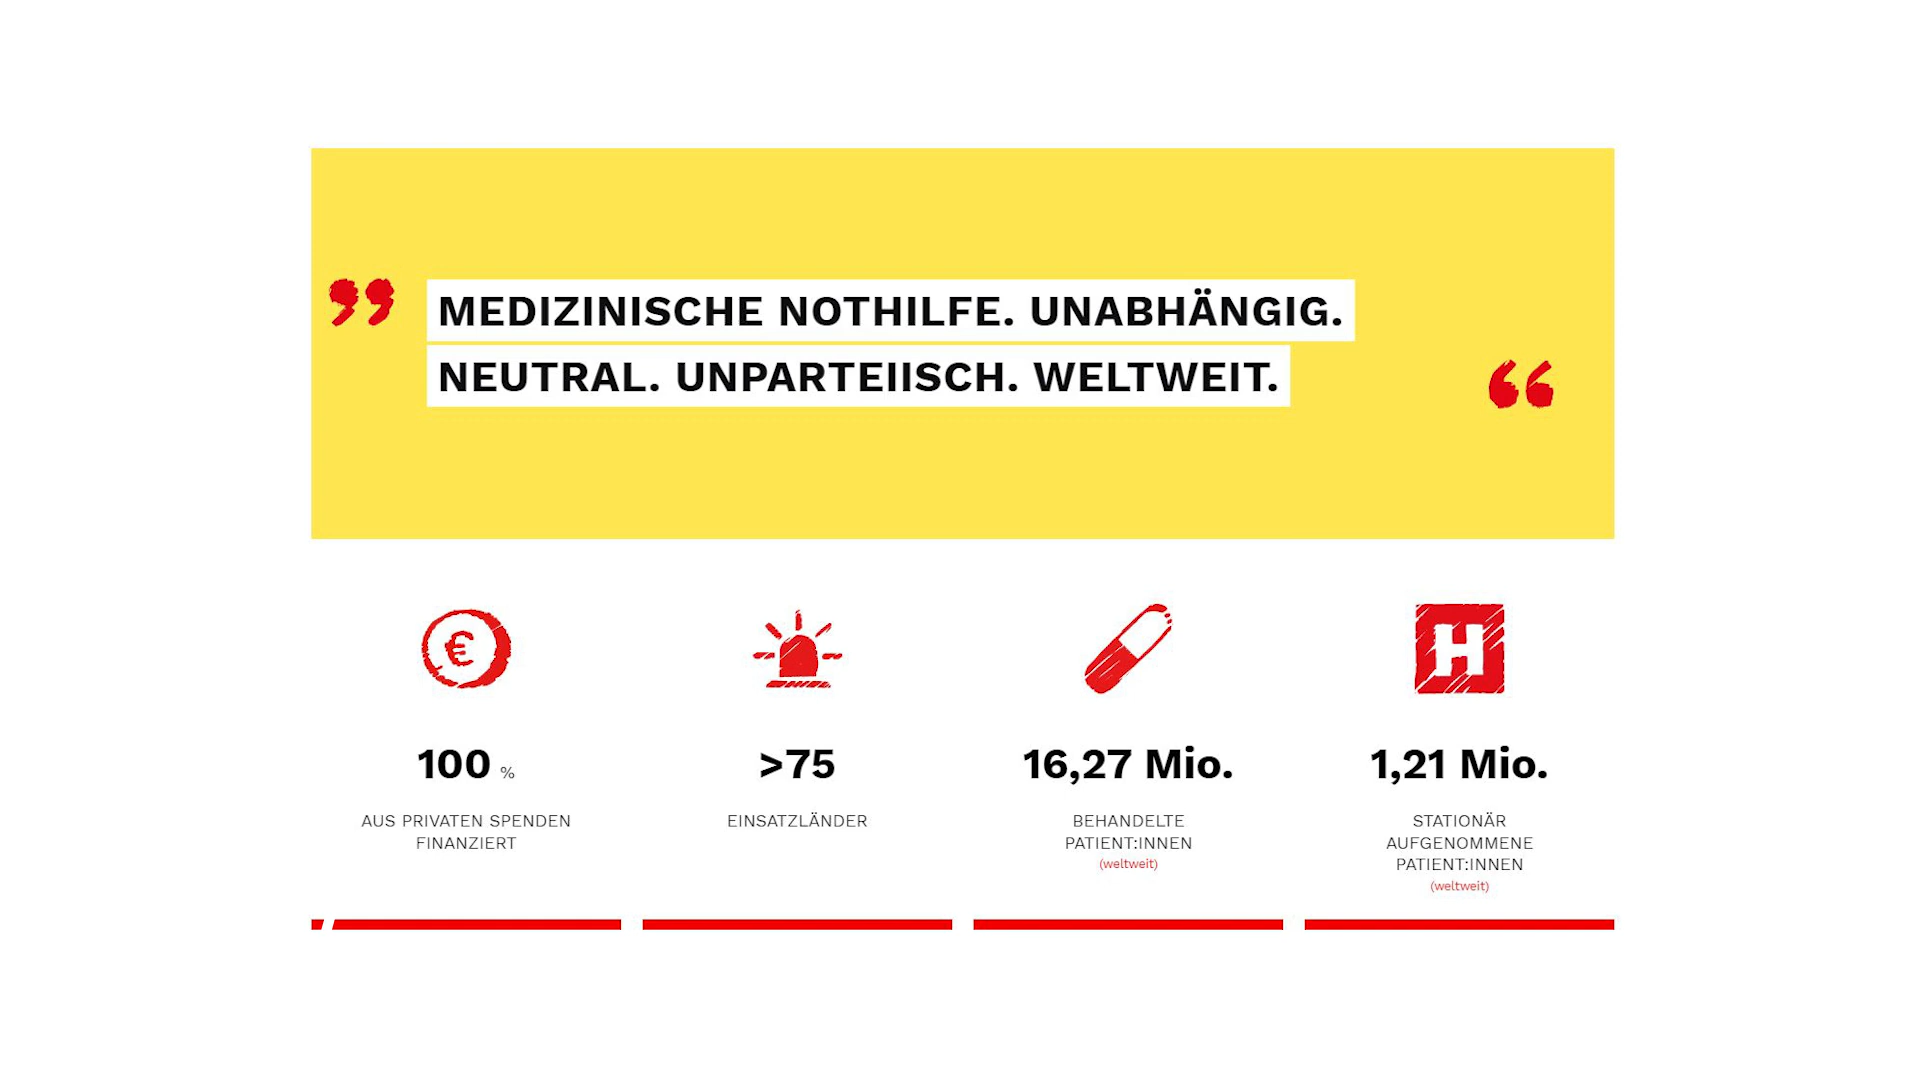 „ MEDIZINISCHE NOTHILFE. UNABHÄNGIG.
NEUTRAL. UNPARTEIISCH. WELTWEIT. “
€
H
100 %
AUS PRIVATEN SPENDEN
FINANZIERT
>75
EINSATZLÄNDER
16,27 Mio.
BEHANDELTE
PATIENT:INNEN
(weltweit)
1,21 Mio.
STATIONÄR
AUFGENOMMENE
PATIENT:INNEN
(weltweit)